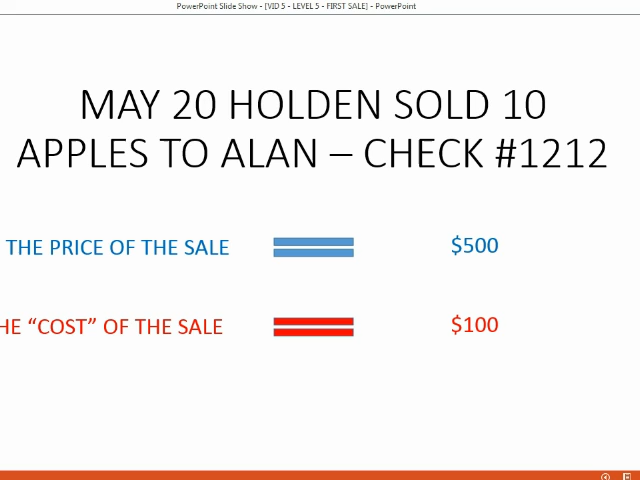 PowerPoint Slide Show - [VID 5 - LEVEL 5 - FIRST SALE] - PowerPoint
MAY 20 HOLDEN SOLD 10
APPLES TO ALAN – CHECK #1212
THE PRICE OF THE SALE $500
HE “COST” OF THE SALE $100